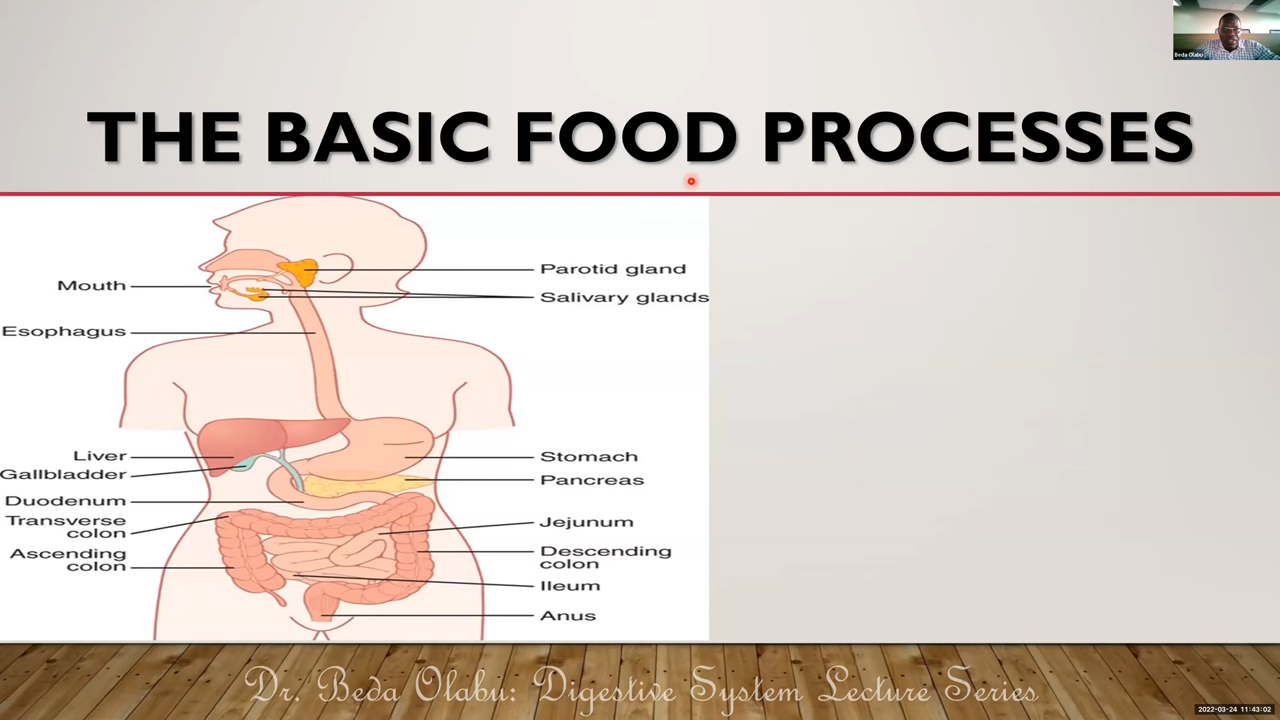 Beda Olabu
THE BASIC FOOD PROCESSES
Mouth
Esophagus
Liver
Gallbladder
Duodenum
Transverse
colon
Ascending
colon
Parotid gland
Salivary glands
Stomach
Pancreas
Jejunum
Descending
colon
Ileum
Anus
Dr. Beda Olabu: Digestive System Lecture Series
2022-03-24 11:43:02